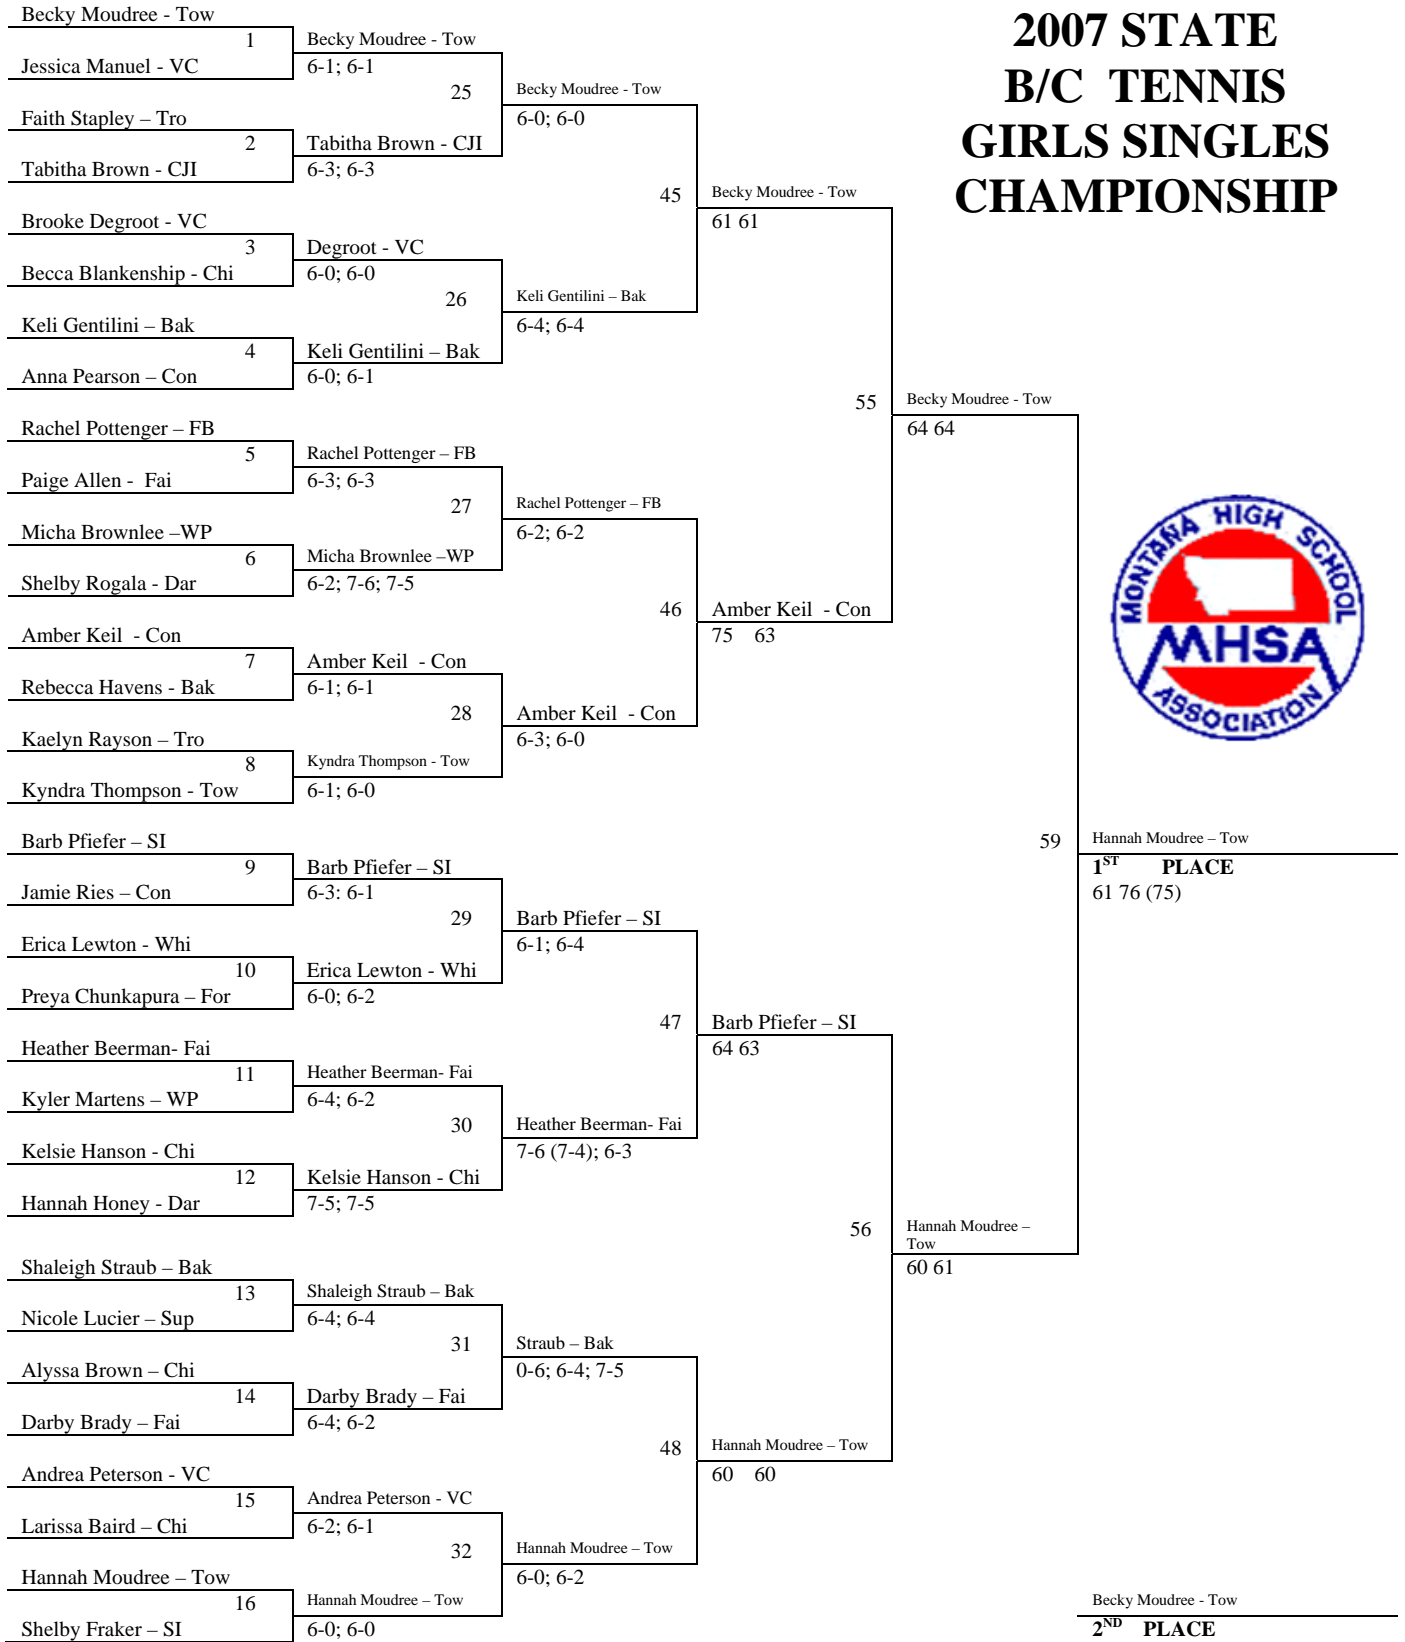 2007 STATE
B/C TENNIS
GIRLS SINGLES
CHAMPIONSHIP
Becky Moudree - Tow
1
Jessica Manuel - VC
Faith Stapley – Tro
2
Tabitha Brown - CJI
Brooke Degroot - VC
3
Becca Blankenship - Chi
Keli Gentilini – Bak
4
Anna Pearson – Con
Rachel Pottenger – FB
5
Paige Allen - Fai
Micha Brownlee –WP
6
Shelby Rogala - Dar
Amber Keil - Con
7
Rebecca Havens - Bak
Kaelyn Rayson – Tro
8
Kyndra Thompson - Tow
Barb Pfiefer – SI
9
Jamie Ries – Con
Erica Lewton - Whi
10
Preya Chunkapura – For
Heather Beerman- Fai
11
Kyler Martens – WP
Kelsie Hanson - Chi
12
Hannah Honey - Dar
Shaleigh Straub – Bak
13
Nicole Lucier – Sup
Alyssa Brown – Chi
14
Darby Brady – Fai
Andrea Peterson - VC
15
Larissa Baird – Chi
Hannah Moudree – Tow
16
Shelby Fraker – SI
Becky Moudree - Tow
6-1; 6-1
25
Tabitha Brown - CJI
6-3; 6-3
Degroot - VC
6-0; 6-0
26
Keli Gentilini – Bak
6-0; 6-1
Rachel Pottenger – FB
6-3; 6-3
27
Micha Brownlee –WP
6-2; 7-6; 7-5
Amber Keil - Con
6-1; 6-1
28
Kyndra Thompson - Tow
6-1; 6-0
Barb Pfiefer – SI
6-3: 6-1
29
Erica Lewton - Whi
6-0; 6-2
Heather Beerman- Fai
6-4; 6-2
30
Kelsie Hanson - Chi
7-5; 7-5
Shaleigh Straub – Bak
6-4; 6-4
31
Darby Brady – Fai
6-4; 6-2
Andrea Peterson - VC
6-2; 6-1
32
Hannah Moudree – Tow
6-0; 6-0
Becky Moudree - Tow
6-0; 6-0
45
Keli Gentilini – Bak
6-4; 6-4
Rachel Pottenger – FB
6-2; 6-2
46
Amber Keil - Con
6-3; 6-0
Barb Pfiefer – SI
6-1; 6-4
47
Heather Beerman- Fai
7-6 (7-4); 6-3
Straub – Bak
0-6; 6-4; 7-5
48
Hannah Moudree – Tow
6-0; 6-2
Becky Moudree - Tow
61 61
55
Amber Keil - Con
75 63
Barb Pfiefer – SI
64 63
56
Hannah Moudree – Tow
60 60
Becky Moudree - Tow
64 64
59
Hannah Moudree –
Tow
60 61
MONTANA HIGH SCHOOL
MHSA
ASSOCIATION
Hannah Moudree – Tow
1ST PLACE
61 76 (75)
Becky Moudree - Tow
2ND PLACE